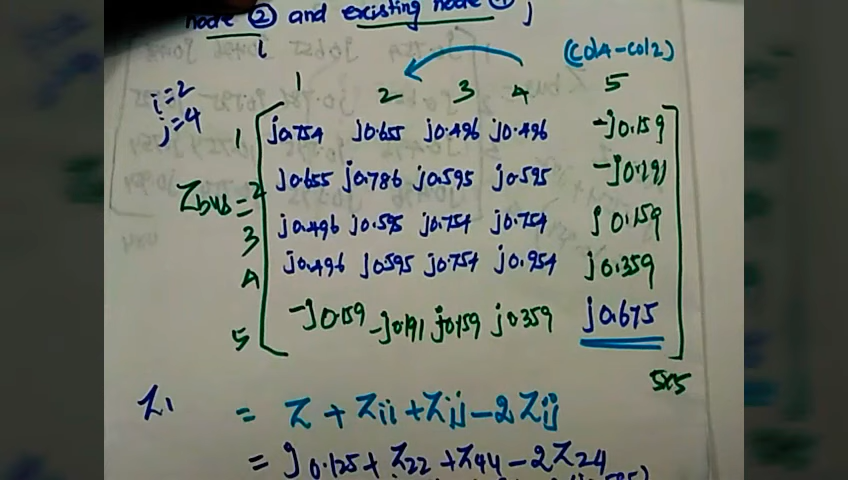 node ② and existing node ④ j
i
(col4-col2)
i=2
j=4
1 2 3 4 5
1 j0.754 j0.655 j0.496 j0.496 -j0.159
Zbus = 2 j0.655 j0.786 j0.595 j0.595 -j0.191
3 j0.496 j0.595 j0.754 j0.754 j0.159
4 j0.496 j0.595 j0.754 j0.954 j0.359
5 -j0.159 -j0.191 j0.159 j0.359 j0.675
5x5
Z1 = Z + Zii + Zjj - 2Zij
= j0.125 + Z22 + Z44 - 2Z24